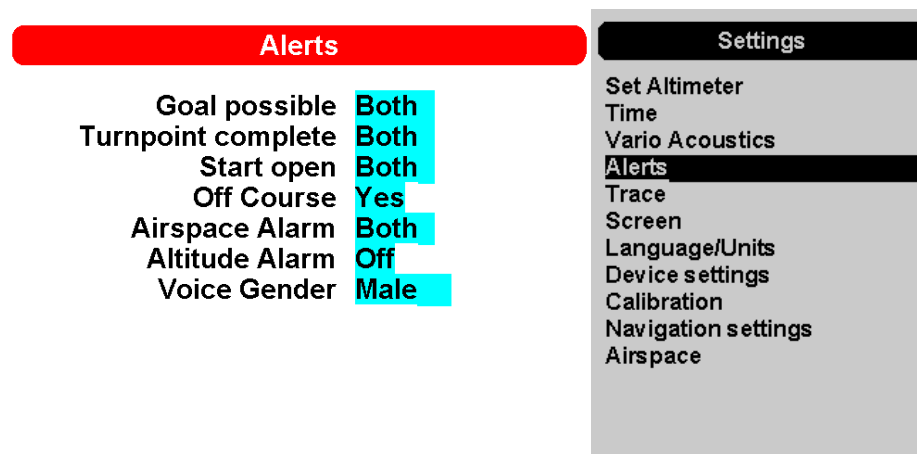 Alerts
Goal possible Both
Turnpoint complete Both
Start open Both
Off Course Yes
Airspace Alarm Both
Altitude Alarm Off
Voice Gender Male
Settings
Set Altimeter
Time
Vario Acoustics
Alerts
Trace
Screen
Language/Units
Device settings
Calibration
Navigation settings
Airspace